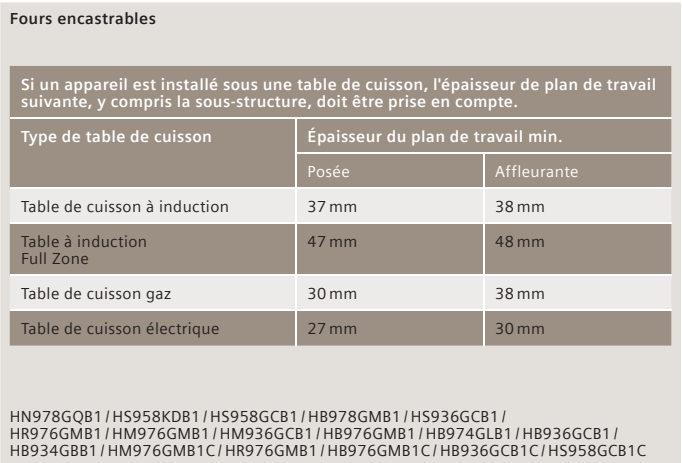 Fours encastrables
Si un appareil est installé sous une table de cuisson, l'épaisseur de plan de travail
suivante, y compris la sous-structure, doit être prise en compte.
Type de table de cuisson
Épaisseur du plan de travail min.
Posée
Affleurante
Table de cuisson à induction
37 mm
38 mm
Table à induction
Full Zone
47 mm
48 mm
Table de cuisson gaz
30 mm
38 mm
Table de cuisson électrique
27 mm
30 mm
HN978GQB1 / HS958KDB1 / HS958GCB1 / HB978GMB1 / HS936GCB1 /
HR976GMB1 / HM976GMB1 / HM936GCB1 / HB976GMB1 / HB974GLB1 / HB936GCB1 /
HB934GBB1 / HM976GMB1C / HR976GMB1 / HB976GMB1C / HB936GCB1C / HS958GCB1C